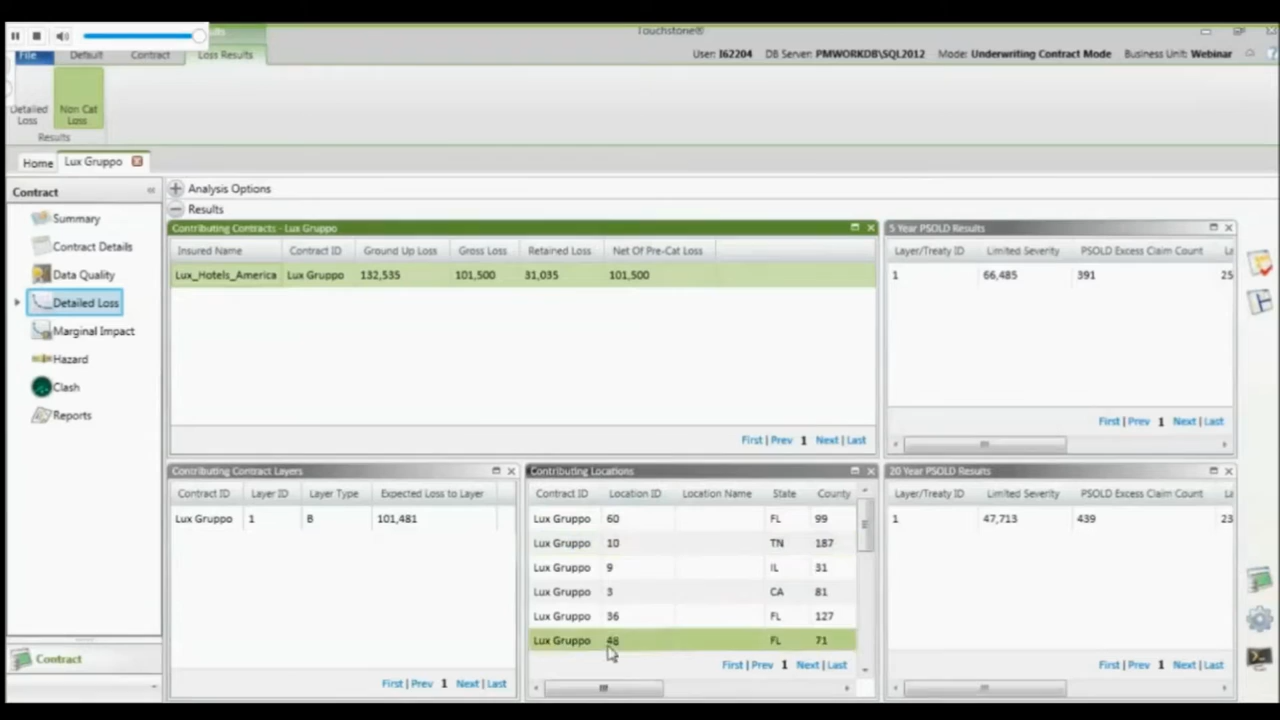 Touchstone®
File Default Contract Loss Results
User: I62204 DB Server: PMWORKDB\SQL2012 Mode: Underwriting Contract Mode Business Unit: Webinar
Detailed Loss
Non Cat Loss
Results
Home Lux Gruppo
Contract
Summary
Contract Details
Data Quality
Detailed Loss
Marginal Impact
Hazard
Clash
Reports
Contract
Analysis Options
Results
Contributing Contracts - Lux Gruppo
Insured Name Contract ID Ground Up Loss Gross Loss Retained Loss Net Of Pre-Cat Loss
Lux_Hotels_America Lux Gruppo 132,535 101,500 31,035 101,500
First | Prev 1 Next | Last
5 Year PSOLD Results
Layer/Treaty ID Limited Severity PSOLD Excess Claim Count La
1 66,485 391 25
First | Prev 1 Next | Last
Contributing Contract Layers
Contract ID Layer ID Layer Type Expected Loss to Layer
Lux Gruppo 1 B 101,481
First | Prev 1 Next | Last
Contributing Locations
Contract ID Location ID Location Name State County
Lux Gruppo 60 FL 99
Lux Gruppo 10 TN 187
Lux Gruppo 9 IL 31
Lux Gruppo 3 CA 81
Lux Gruppo 36 FL 127
Lux Gruppo 48 FL 71
First | Prev 1 Next | Last
20 Year PSOLD Results
Layer/Treaty ID Limited Severity PSOLD Excess Claim Count La
1 47,713 439 23
First | Prev 1 Next | Last